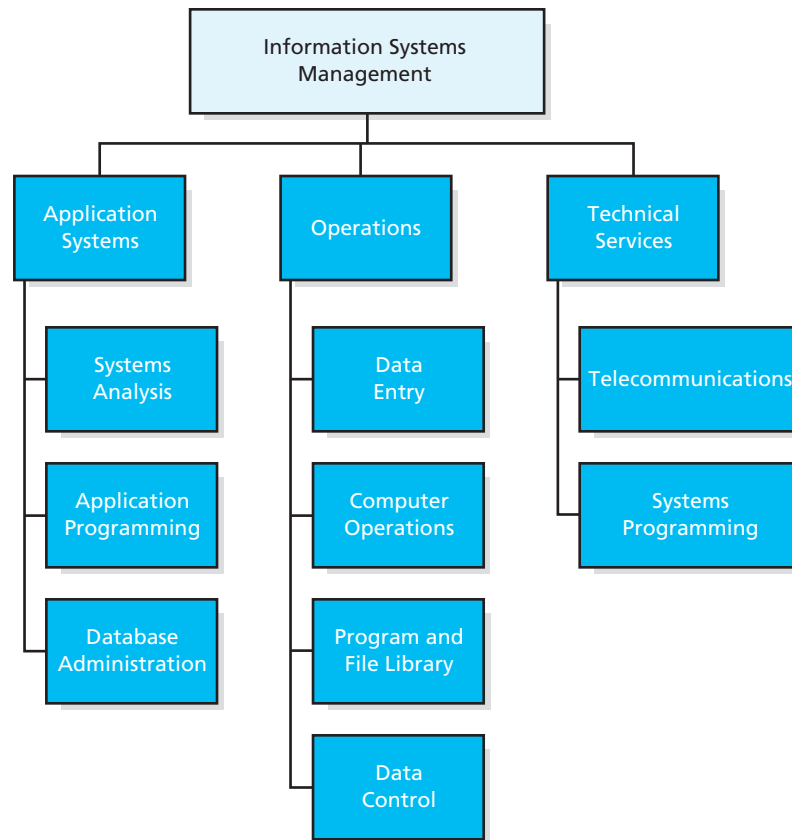 Information Systems
Management
Application
Systems
Operations
Technical
Services
Systems
Analysis
Data
Entry
Telecommunications
Application
Programming
Computer
Operations
Systems
Programming
Database
Administration
Program and
File Library
Data
Control